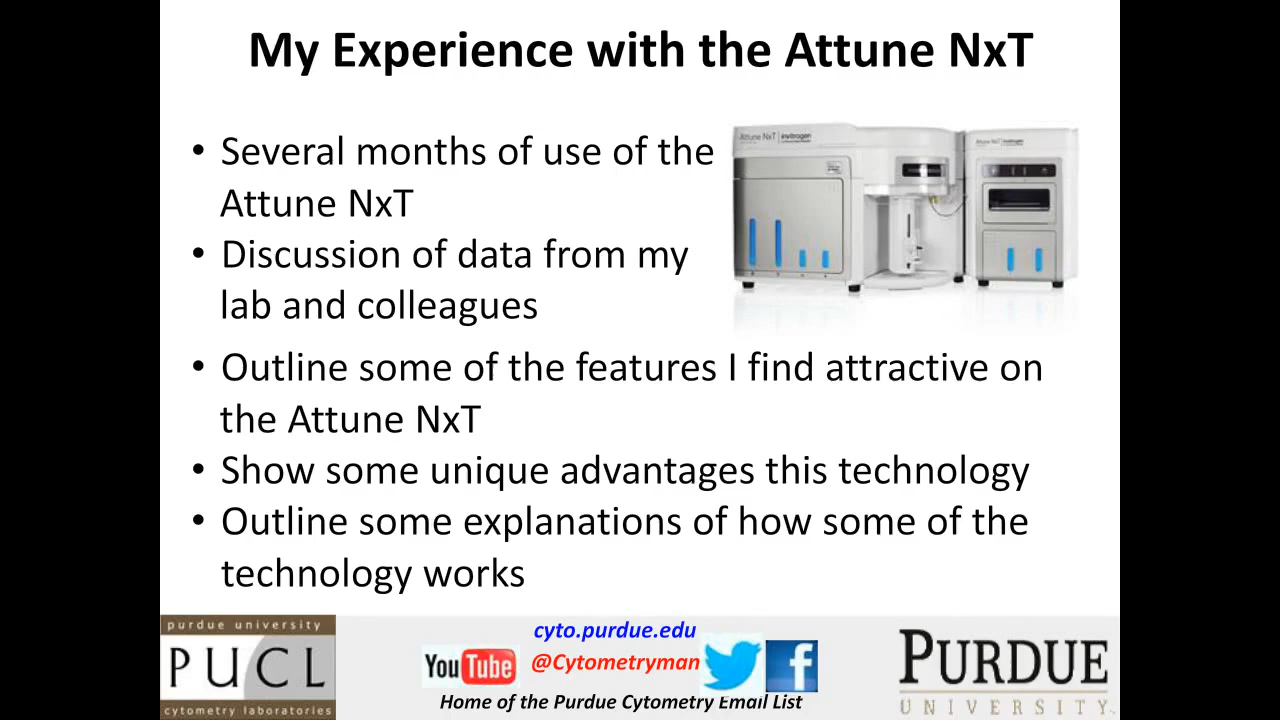 My Experience with the Attune NxT
• Several months of use of the
Attune NxT
• Discussion of data from my
lab and colleagues
• Outline some of the features I find attractive on
the Attune NxT
• Show some unique advantages this technology
• Outline some explanations of how some of the
technology works
Attune NxT | invitrogen
Attune NxT | invitrogen
purdue university
PUCL
cytometry laboratories
cyto.purdue.edu
YouTube
@Cytometryman
f
Home of the Purdue Cytometry Email List
PURDUE
UNIVERSITY